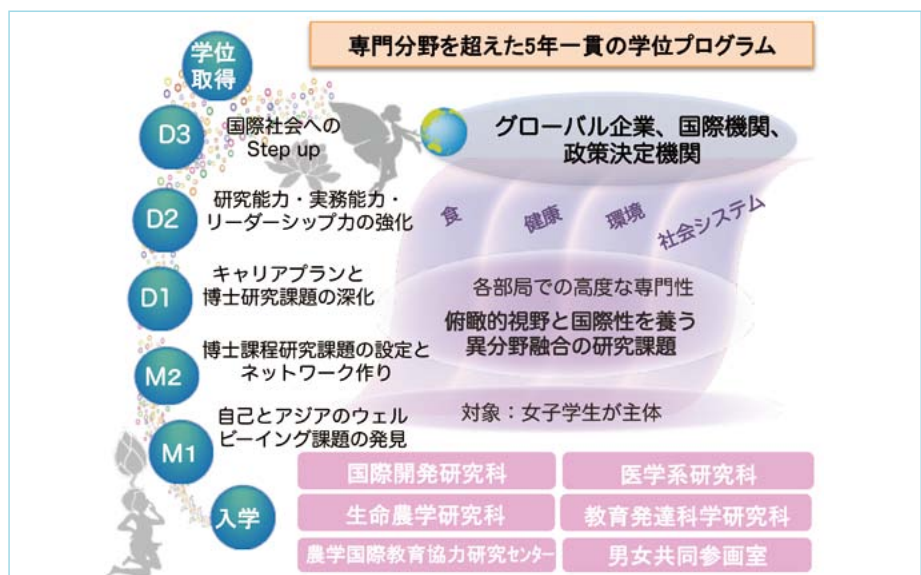 専門分野を超えた5年一貫の学位プログラム
学位
取得
D3
国際社会への
Step up
グローバル企業、国際機関、
政策決定機関
D2
研究能力・実務能力・
リーダーシップ力の強化
食
健康
環境
社会システム
D1
キャリアプランと
博士研究課題の深化
各部局での高度な専門性
俯瞰的視野と国際性を養う
異分野融合の研究課題
M2
博士課程研究課題の設定と
ネットワーク作り
対象：女子学生が主体
M1
自己とアジアのウェル
ビーイング課題の発見
入学
国際開発研究科
医学系研究科
生命農学研究科
教育発達科学研究科
農学国際教育協力研究センター
男女共同参画室